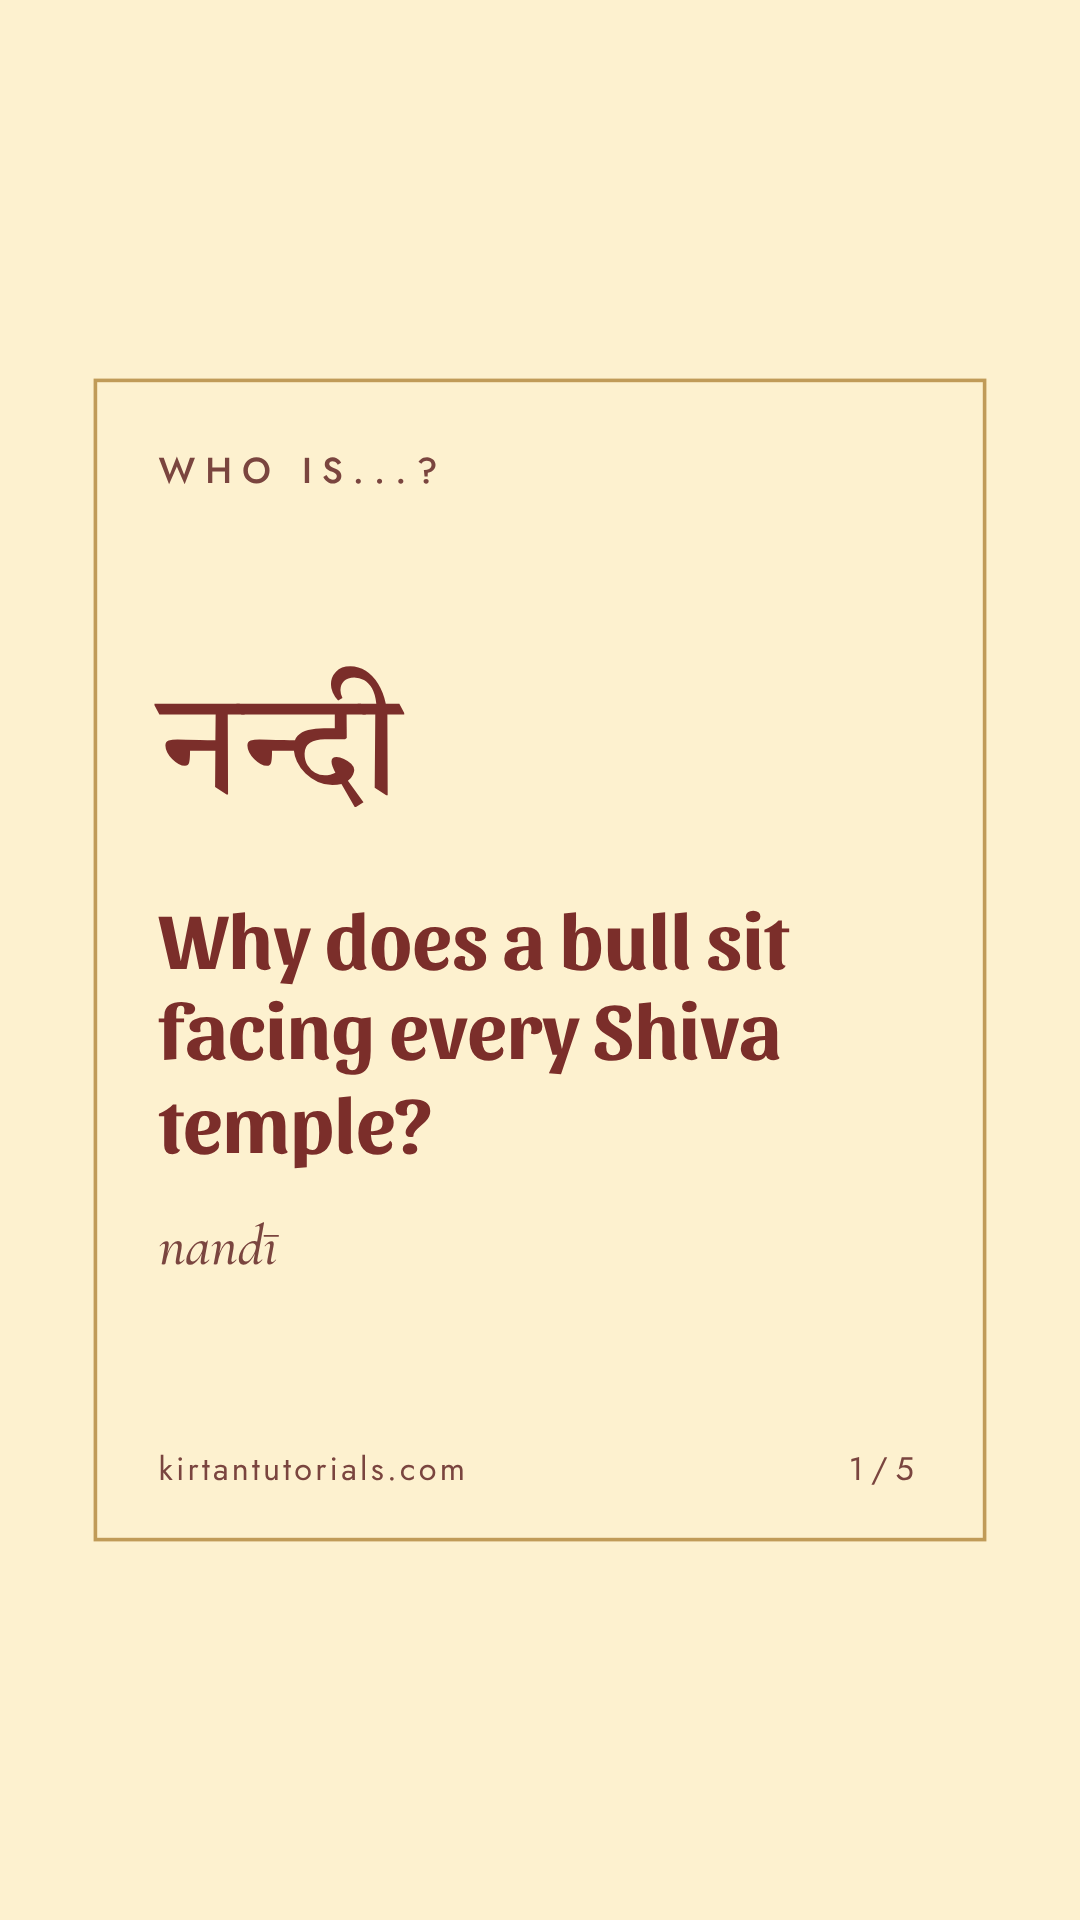 WHO IS...?
नन्दी
Why does a bull sit
facing every Shiva
temple?
nandī
kirtantutorials.com
1 / 5